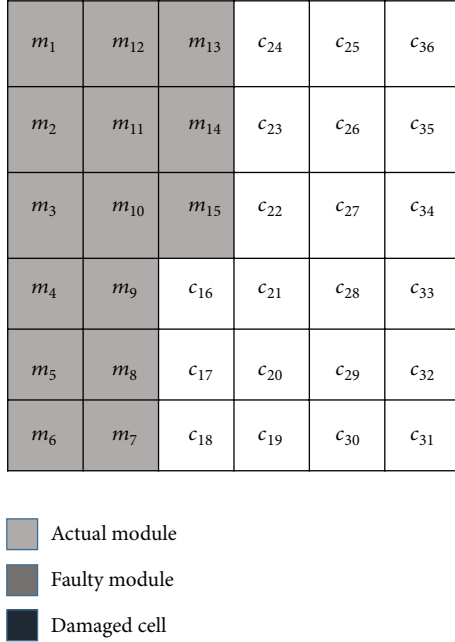 m₁ m₁₂ m₁₃ c₂₄ c₂₅ c₃₆
m₂ m₁₁ m₁₄ c₂₃ c₂₆ c₃₅
m₃ m₁₀ m₁₅ c₂₂ c₂₇ c₃₄
m₄ m₉ c₁₆ c₂₁ c₂₈ c₃₃
m₅ m₈ c₁₇ c₂₀ c₂₉ c₃₂
m₆ m₇ c₁₈ c₁₉ c₃₀ c₃₁
Actual module
Faulty module
Damaged cell